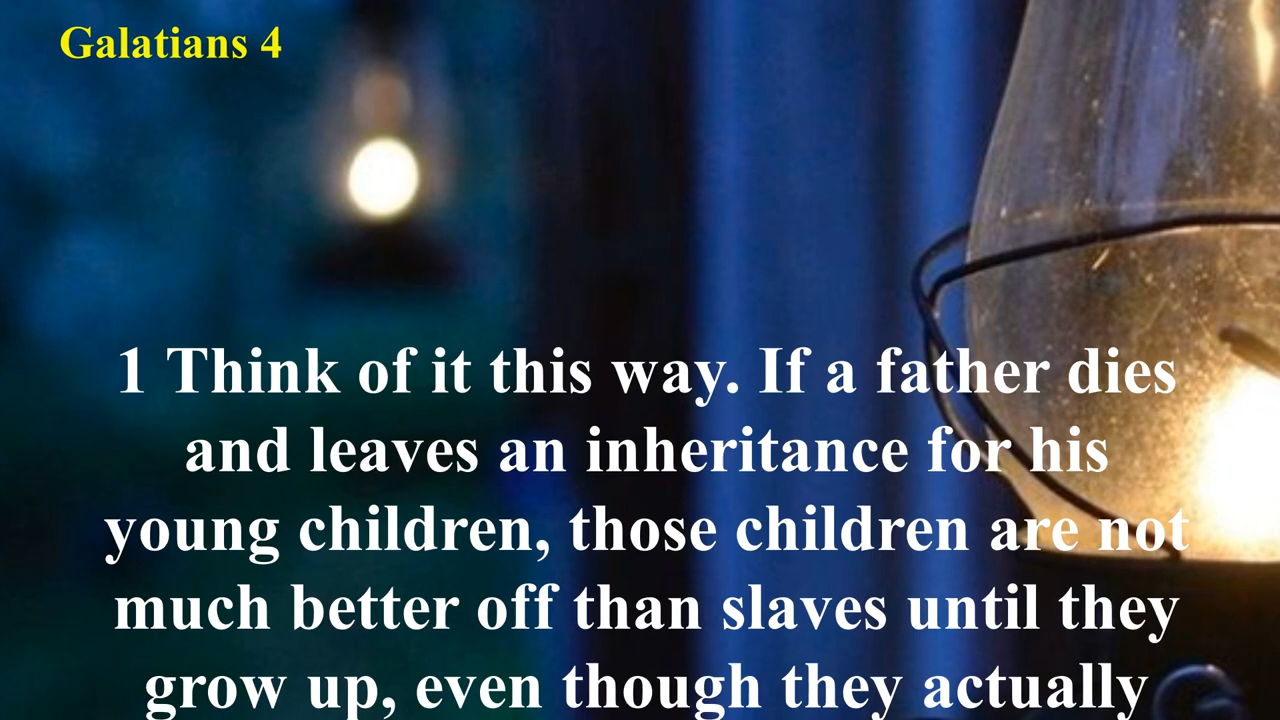 Galatians 4
1 Think of it this way. If a father dies
and leaves an inheritance for his
young children, those children are not
much better off than slaves until they
grow up, even though they actually